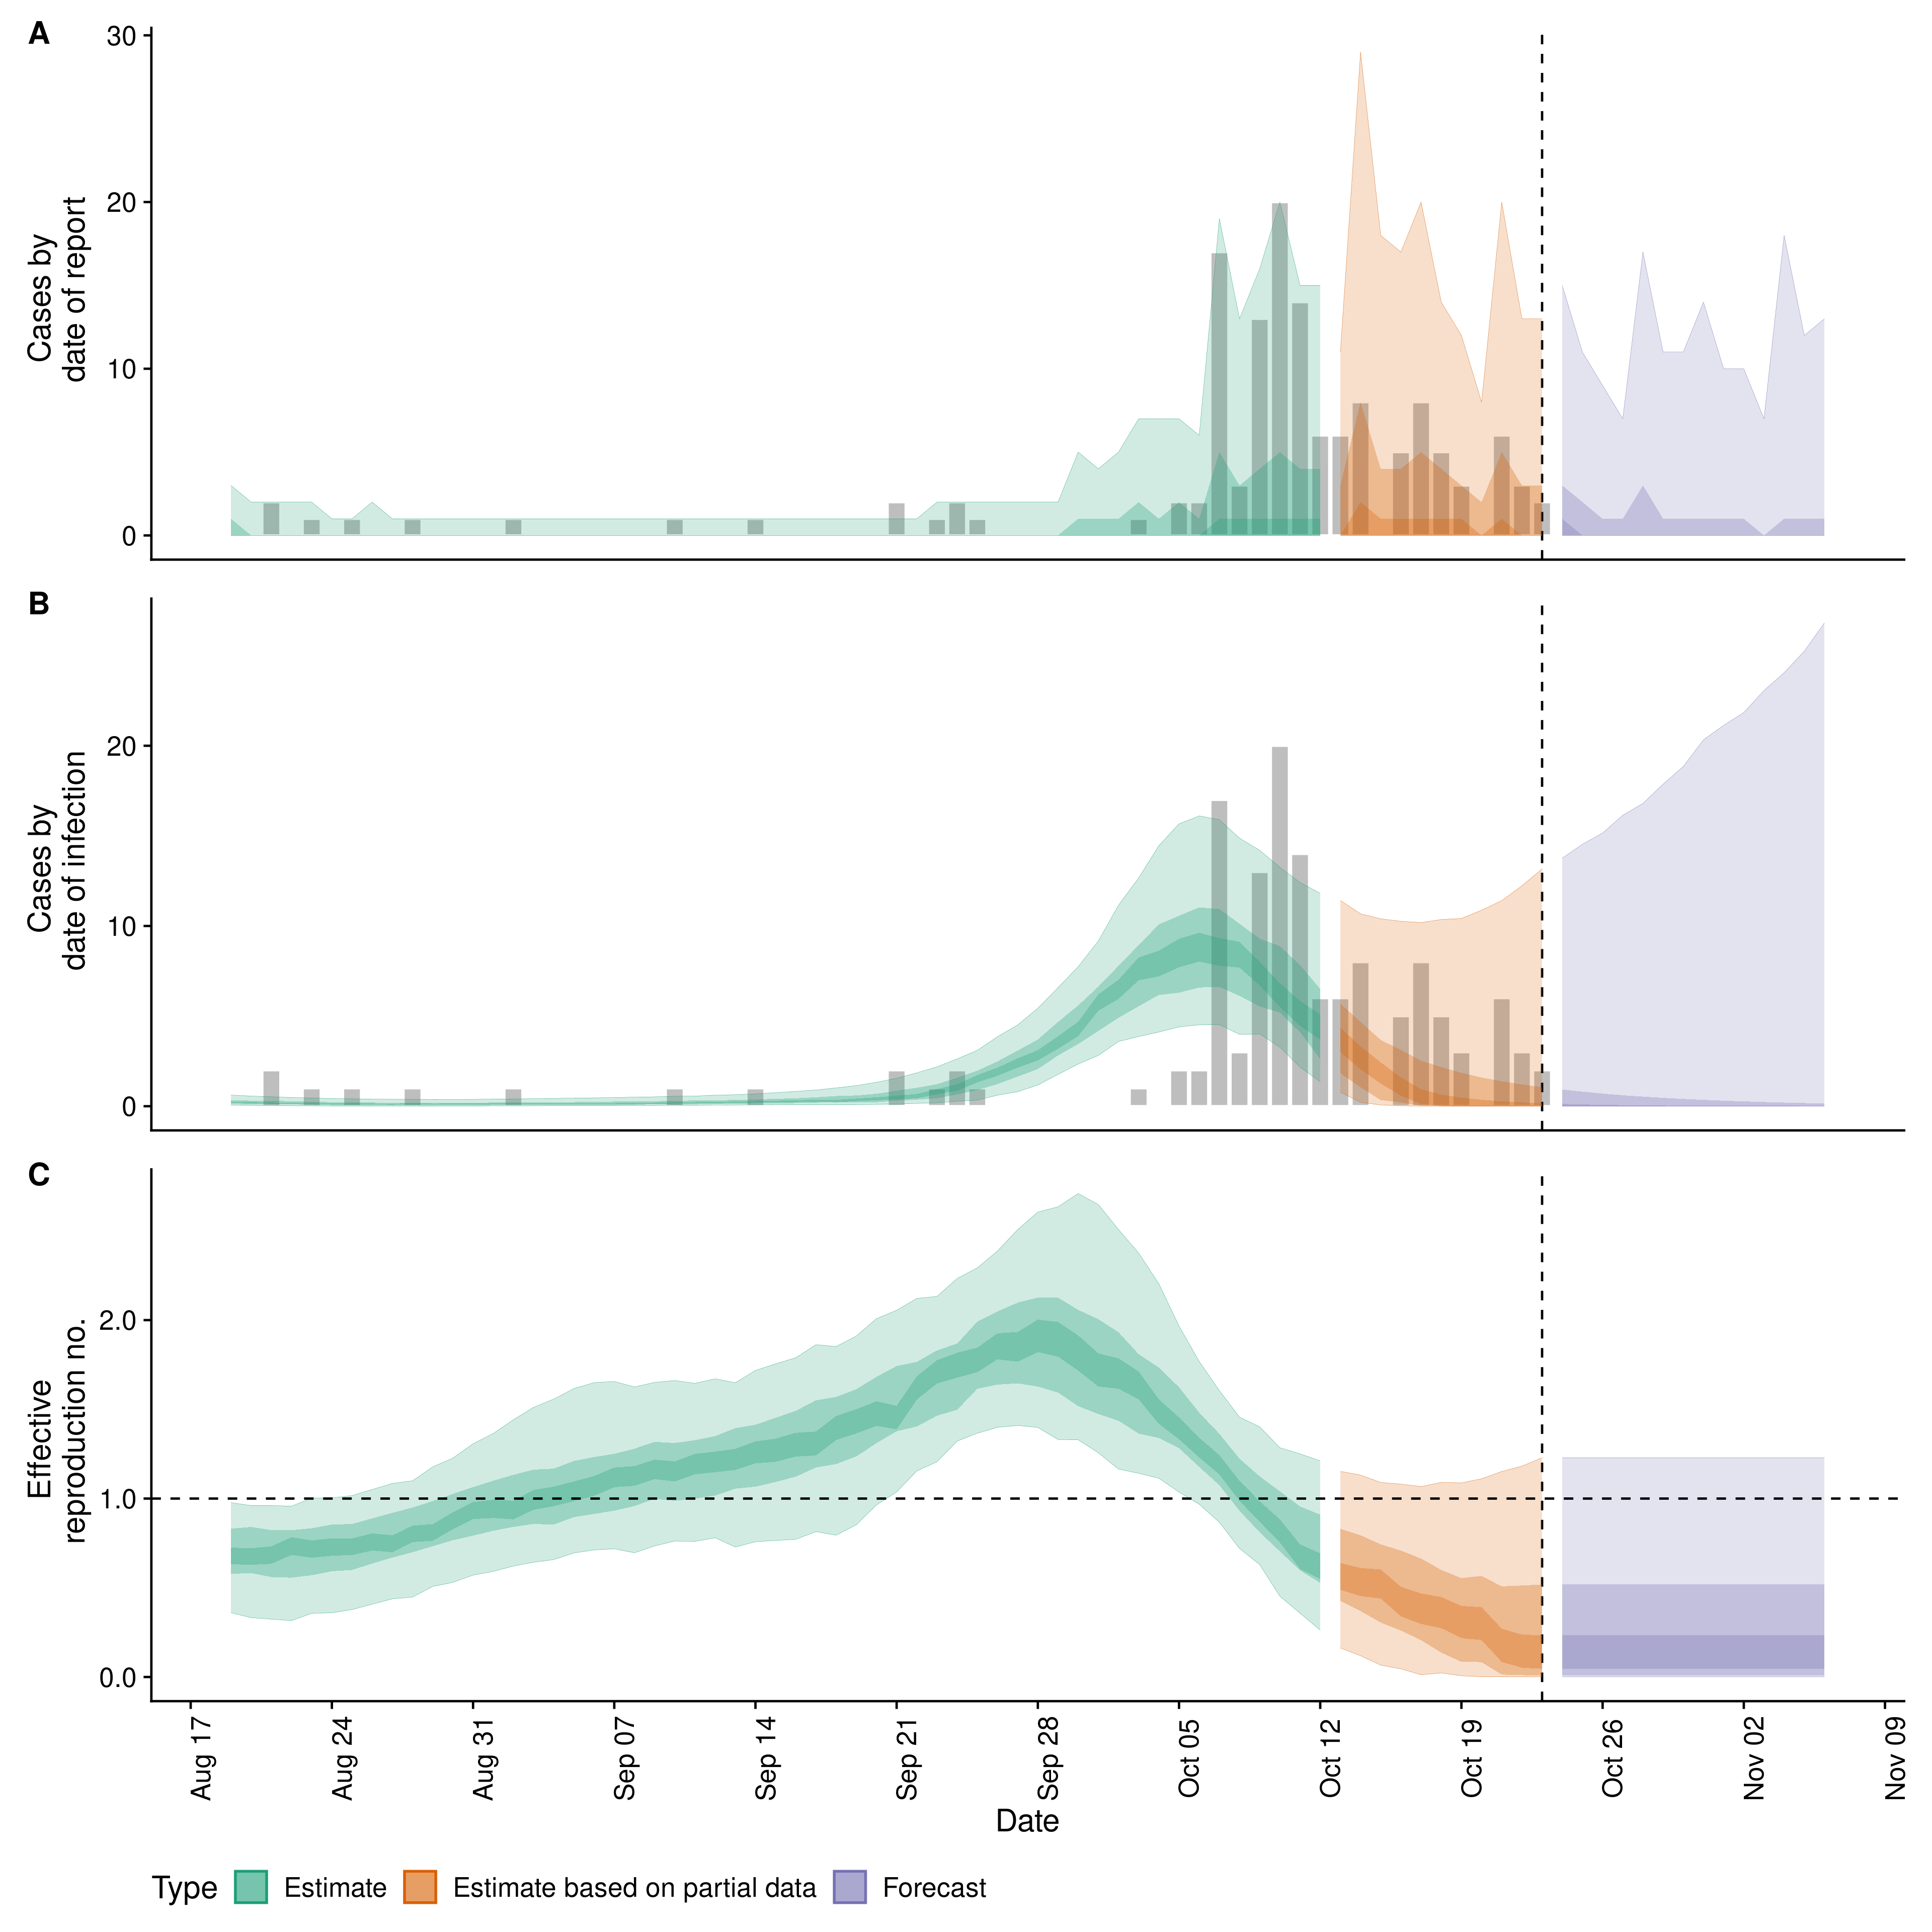 A
30
20
10
0
Cases by
date of report
B
20
10
0
Cases by
date of infection
C
2.0
1.0
0.0
Effective
reproduction no.
Aug 17
Aug 24
Aug 31
Sep 07
Sep 14
Sep 21
Sep 28
Oct 05
Oct 12
Oct 19
Oct 26
Nov 02
Nov 09
Date
Type Estimate Estimate based on partial data Forecast